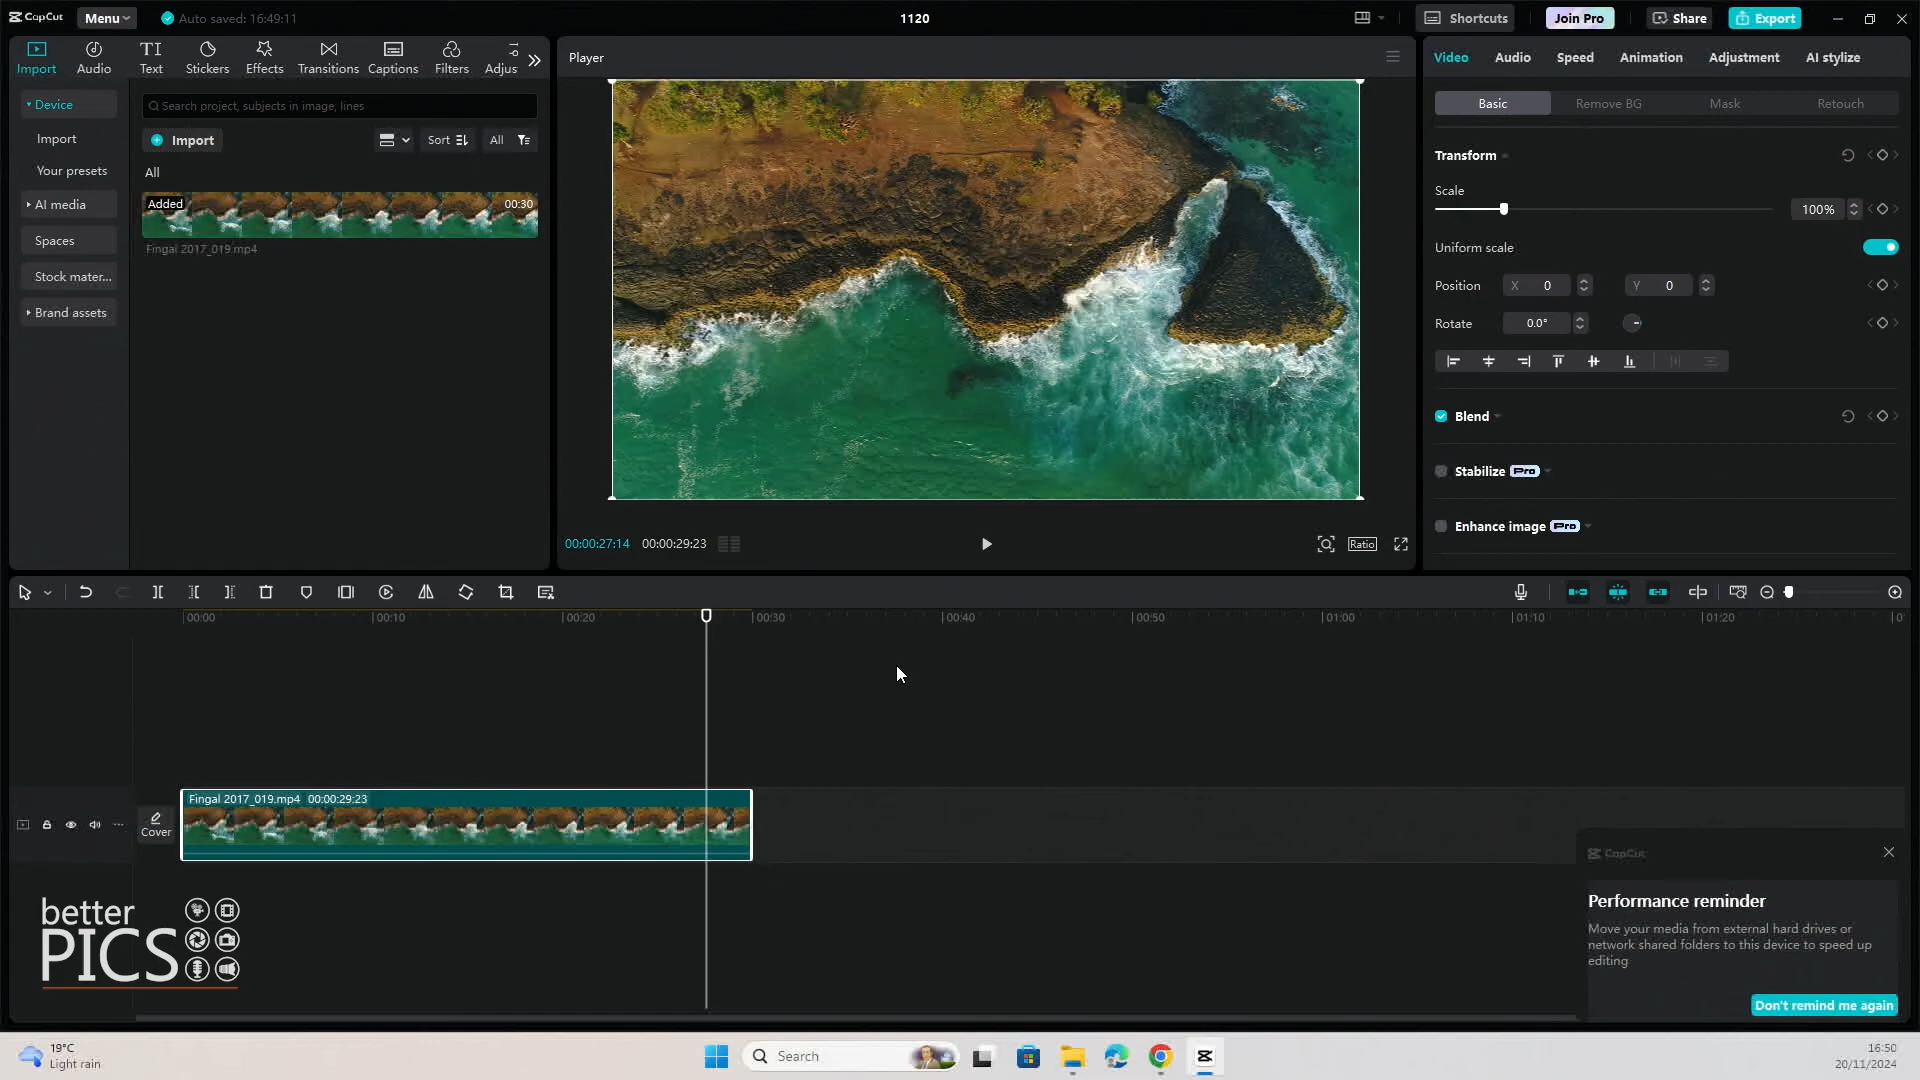 CapCut
Menu
Auto saved: 16:49:11
1120
Shortcuts
Join Pro
Share
Export
Import
Audio
Text
Stickers
Effects
Transitions
Captions
Filters
Adjus
Device
Import
Your presets
AI media
Spaces
Stock mater...
Brand assets
Search project, subjects in image, lines
Import
Sort
All
All
Added
00:30
Fingal 2017_019.mp4
Player
00:00:27:14
00:00:29:23
Ratio
Video
Audio
Speed
Animation
Adjustment
AI stylize
Basic
Remove BG
Mask
Retouch
Transform
Scale
100%
Uniform scale
Position
X 0
Y 0
Rotate
0.0°
Blend
Stabilize Pro
Enhance image Pro
00:00
00:10
00:20
00:30
00:40
00:50
01:00
01:10
01:20
0
Fingal 2017_019.mp4 00:00:29:23
Cover
better
PICS
CapCut
Performance reminder
Move your media from external hard drives or
network shared folders to this device to speed up
editing
Don't remind me again
19°C
Light rain
Search
16:50
20/11/2024